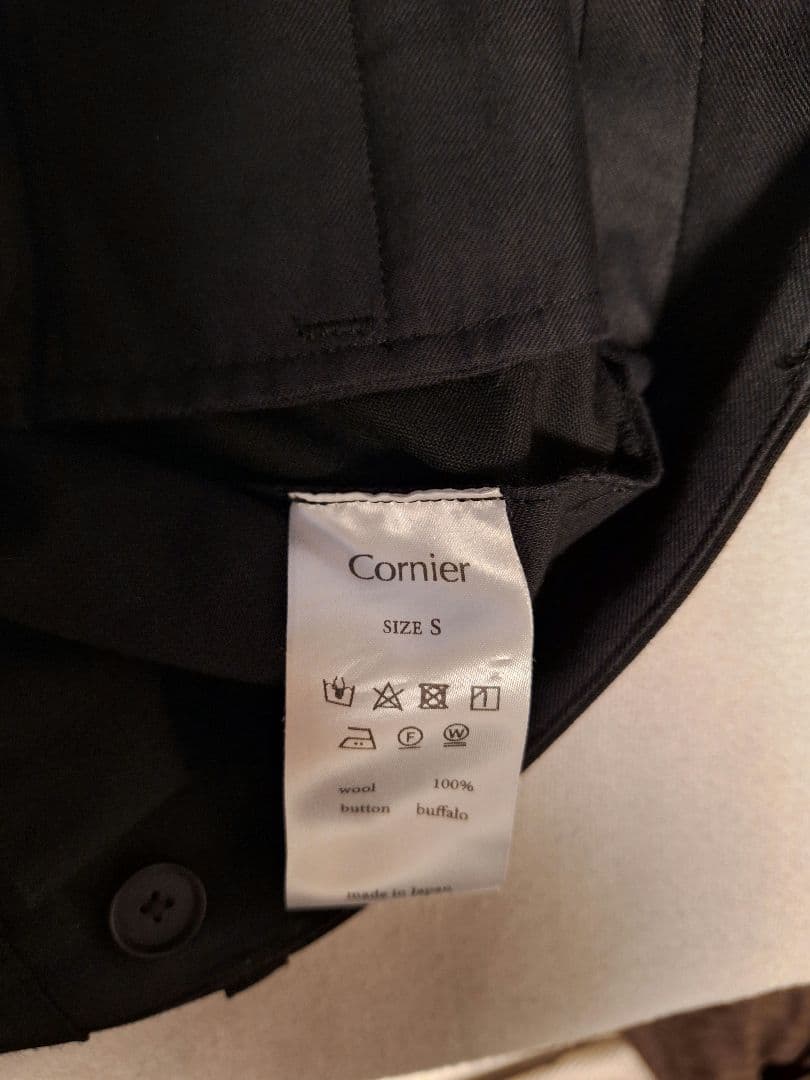 Cornier
SIZE S
F W
wool 100%
button buffalo
made in Japan